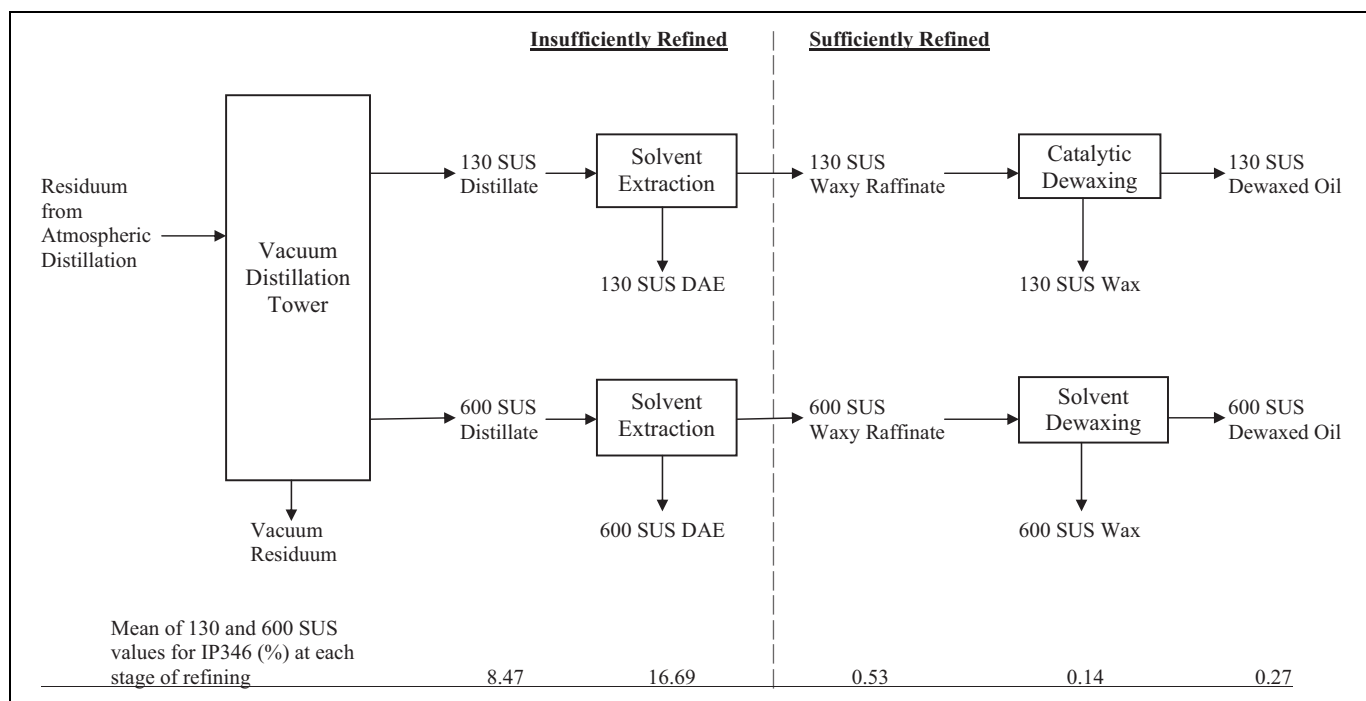 Insufficiently Refined
Sufficiently Refined
Residuum
from
Atmospheric
Distillation
Vacuum
Distillation
Tower
130 SUS
Distillate
Solvent
Extraction
130 SUS
Waxy Raffinate
Catalytic
Dewaxing
130 SUS
Dewaxed Oil
130 SUS DAE
130 SUS Wax
600 SUS
Distillate
Solvent
Extraction
600 SUS
Waxy Raffinate
Solvent
Dewaxing
600 SUS
Dewaxed Oil
Vacuum
Residuum
600 SUS DAE
600 SUS Wax
Mean of 130 and 600 SUS
values for IP346 (%) at each
stage of refining 8.47 16.69 0.53 0.14 0.27